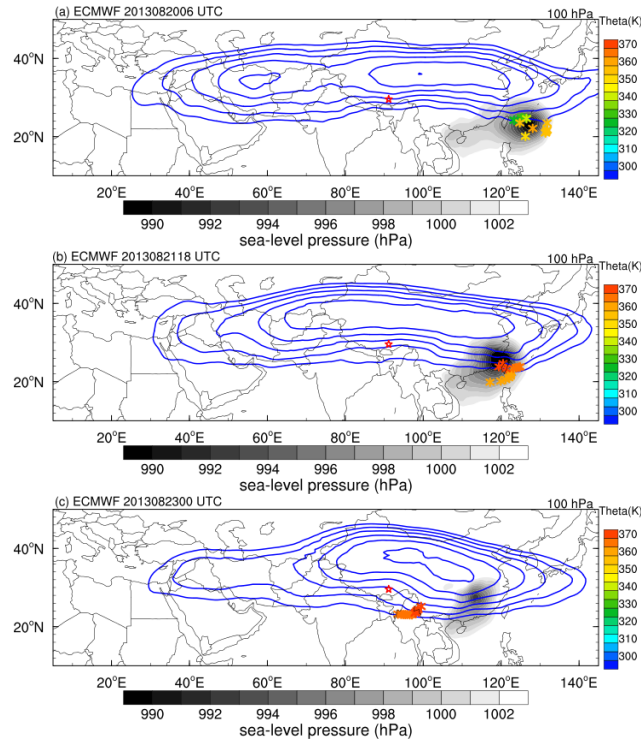 (a) ECMWF 2013082006 UTC
100 hPa
Theta(K)
40°N
20°N
20°E 40°E 60°E 80°E 100°E 120°E 140°E
370
360
350
340
330
320
310
300
990 992 994 996 998 1000 1002
sea-level pressure (hPa)
(b) ECMWF 2013082118 UTC
100 hPa
Theta(K)
40°N
20°N
20°E 40°E 60°E 80°E 100°E 120°E 140°E
370
360
350
340
330
320
310
300
990 992 994 996 998 1000 1002
sea-level pressure (hPa)
(c) ECMWF 2013082300 UTC
100 hPa
Theta(K)
40°N
20°N
20°E 40°E 60°E 80°E 100°E 120°E 140°E
370
360
350
340
330
320
310
300
990 992 994 996 998 1000 1002
sea-level pressure (hPa)